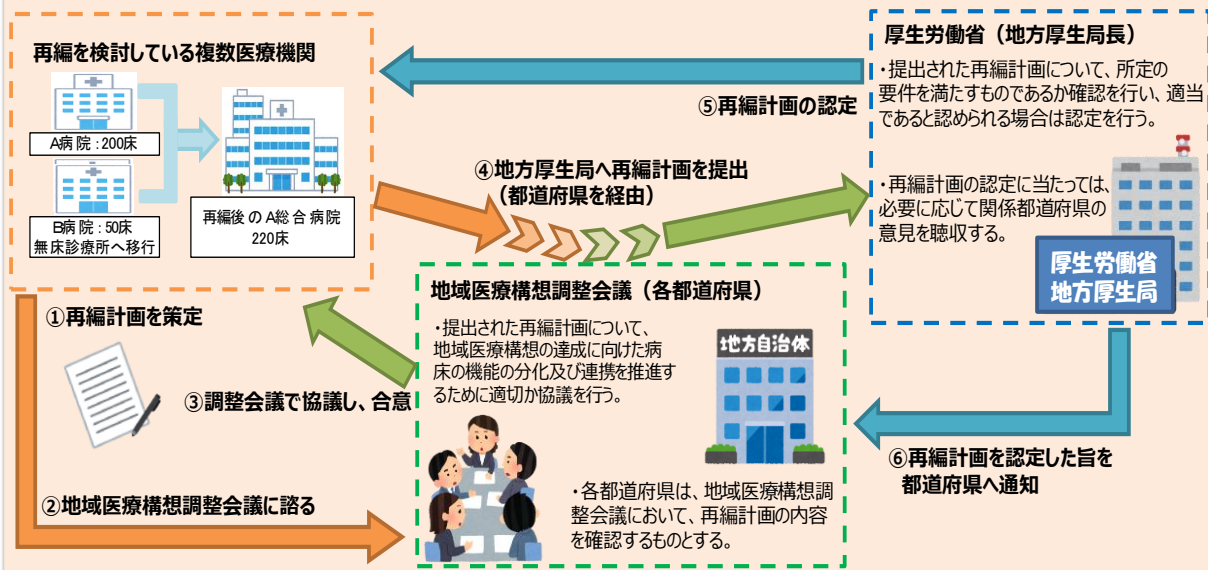 再編を検討している複数医療機関
A病院：200床
B病院：50床
無床診療所へ移行
再編後のA総合病院
220床
①再編計画を策定
②地域医療構想調整会議に諮る
③調整会議で協議し、合意
④地方厚生局へ再編計画を提出
（都道府県を経由）
⑤再編計画の認定
地域医療構想調整会議（各都道府県）
・提出された再編計画について、
地域医療構想の達成に向けた病
床の機能の分化及び連携を推進す
るために適切か協議を行う。
地方自治体
・各都道府県は、地域医療構想調
整会議において、再編計画の内容
を確認するものとする。
厚生労働省（地方厚生局長）
・提出された再編計画について、所定の
要件を満たすものであるか確認を行い、適当
であると認められる場合は認定を行う。
・再編計画の認定に当たっては、
必要に応じて関係都道府県の
意見を聴収する。
厚生労働省
地方厚生局
⑥再編計画を認定した旨を
都道府県へ通知